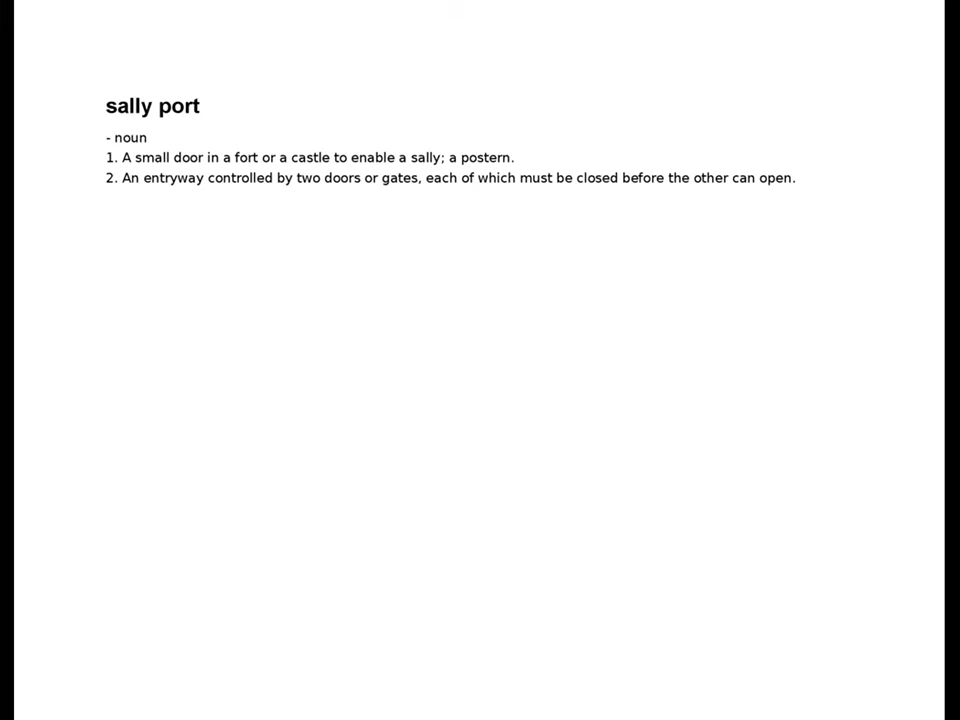 sally port
- noun
1. A small door in a fort or a castle to enable a sally; a postern.
2. An entryway controlled by two doors or gates, each of which must be closed before the other can open.